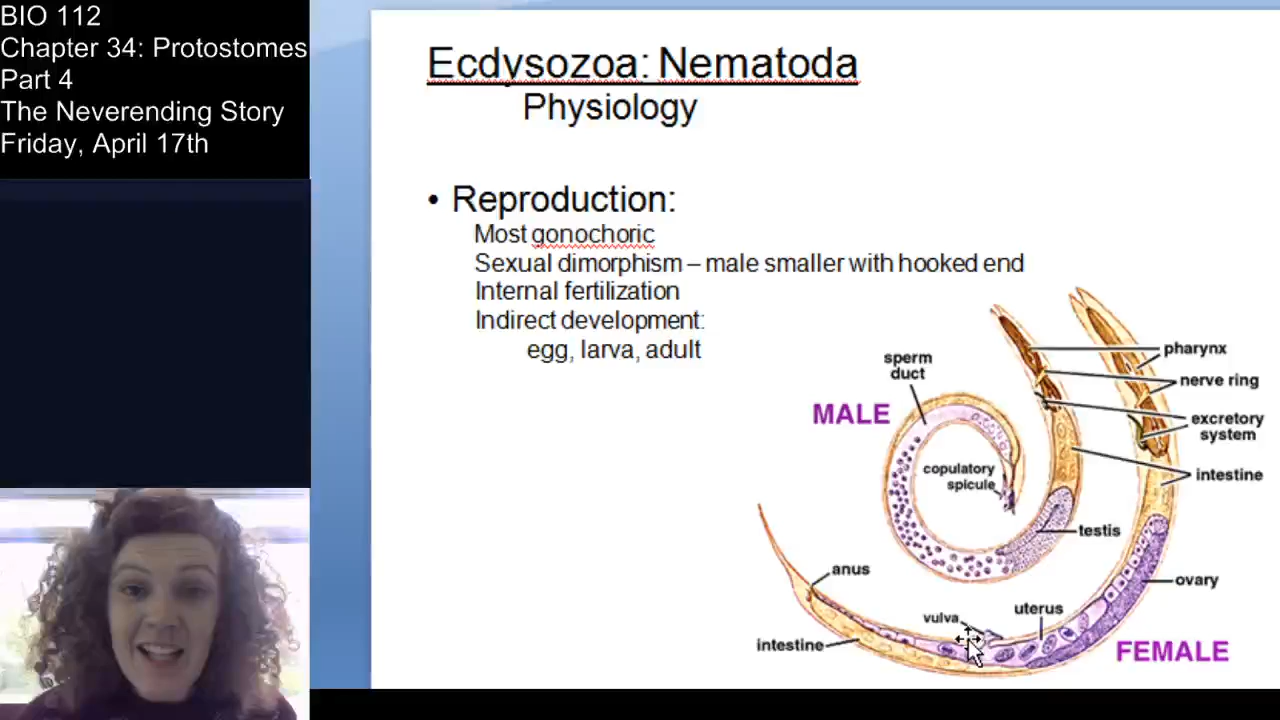 BIO 112
Chapter 34: Protostomes
Part 4
The Neverending Story
Friday, April 17th
Ecdysozoa: Nematoda
Physiology
• Reproduction:
Most gonochoric
Sexual dimorphism – male smaller with hooked end
Internal fertilization
Indirect development:
egg, larva, adult
sperm
duct
MALE
copulatory
spicule
pharynx
nerve ring
excretory
system
intestine
testis
ovary
anus
vulva
uterus
intestine
FEMALE